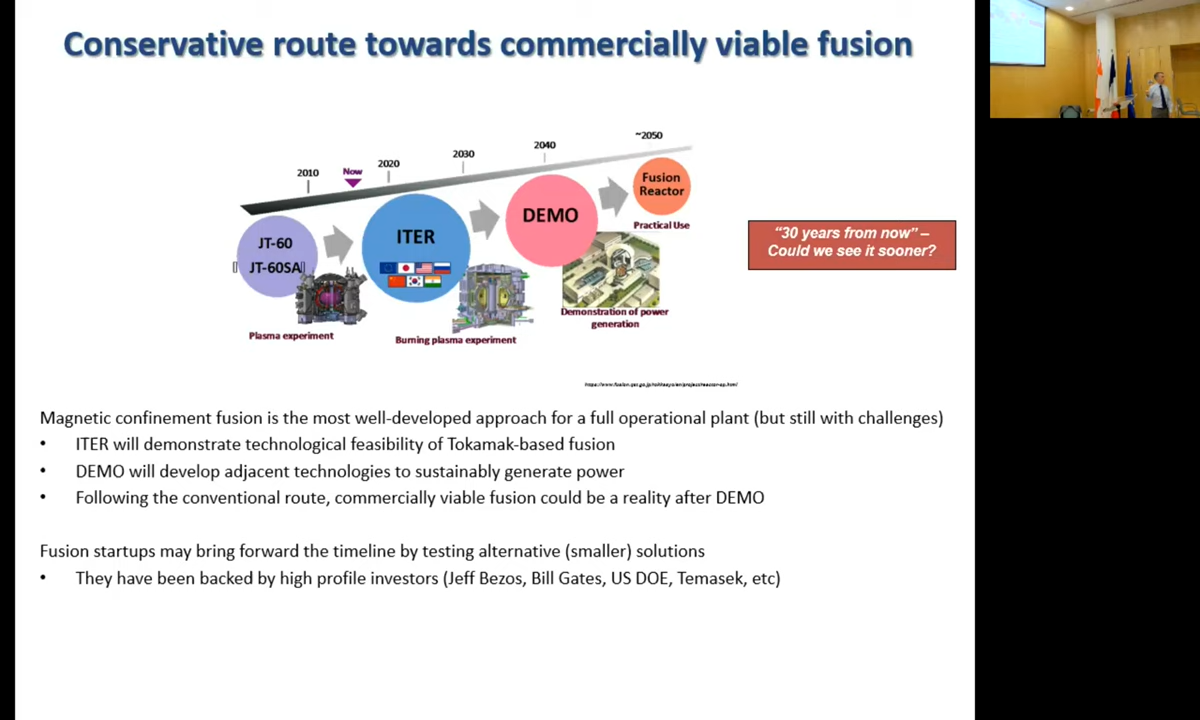 Conservative route towards commercially viable fusion
~2050
2040
2030
2020
Now
2010
Fusion
Reactor
DEMO
ITER
JT-60
JT-60SA
Practical Use
"30 years from now" –
Could we see it sooner?
Demonstration of power
generation
Plasma experiment
Burning plasma experiment
Magnetic confinement fusion is the most well-developed approach for a full operational plant (but still with challenges)
• ITER will demonstrate technological feasibility of Tokamak-based fusion
• DEMO will develop adjacent technologies to sustainably generate power
• Following the conventional route, commercially viable fusion could be a reality after DEMO
Fusion startups may bring forward the timeline by testing alternative (smaller) solutions
• They have been backed by high profile investors (Jeff Bezos, Bill Gates, US DOE, Temasek, etc)